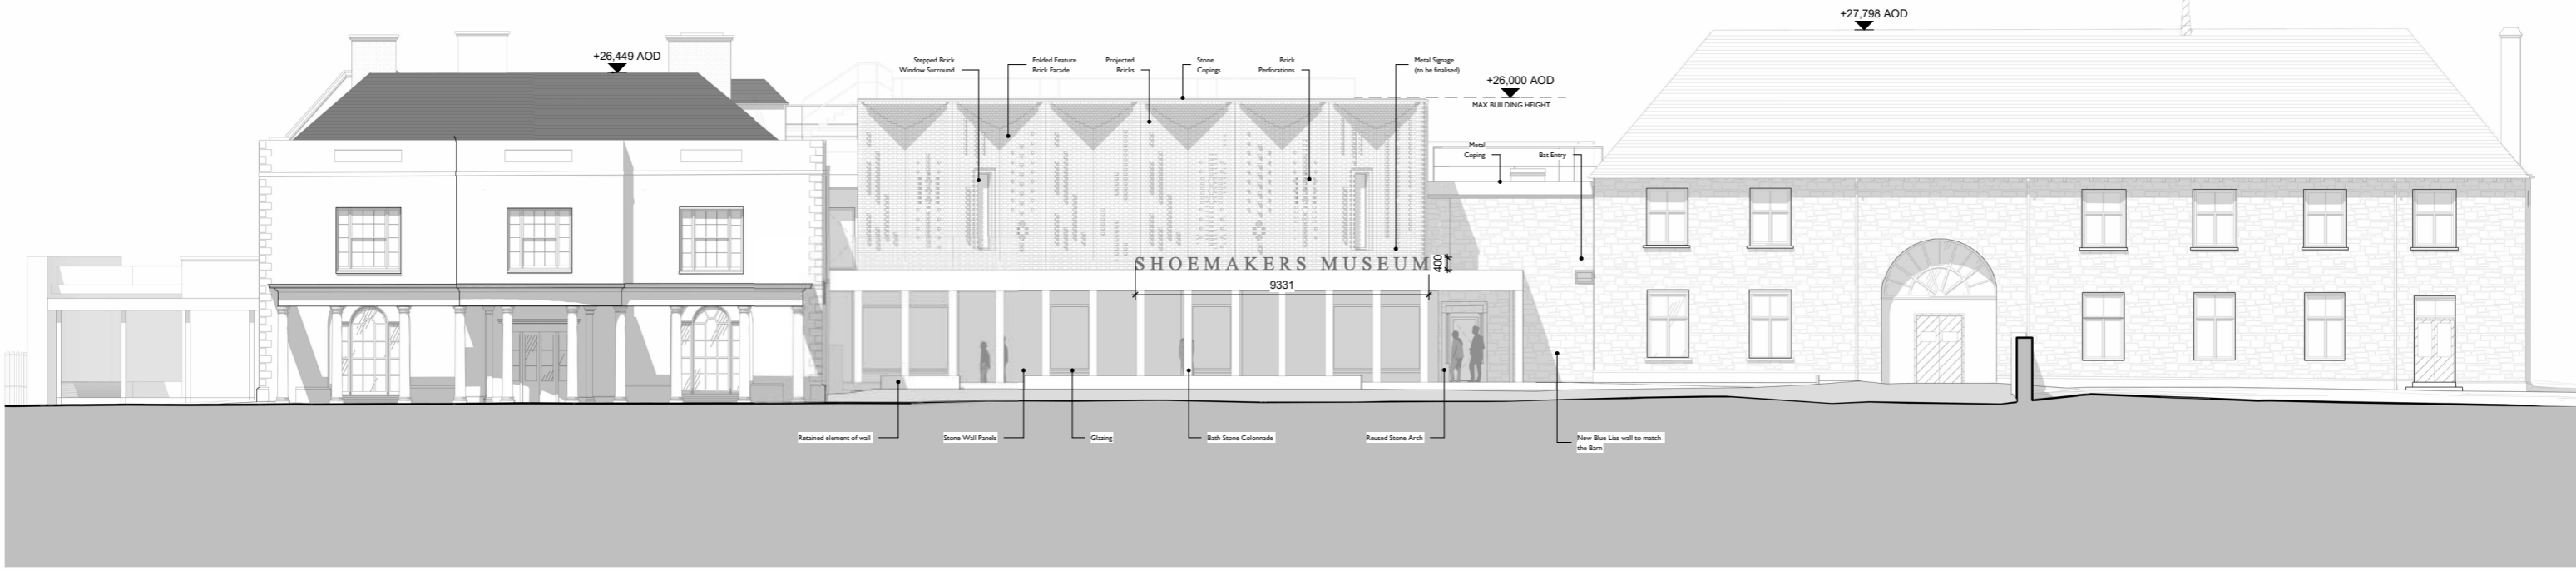 +27,798 AOD
+26,449 AOD
Stepped Brick
Window Surround
Folded Feature
Brick Facade
Projected
Bricks
Stone
Copings
Brick
Perforations
Metal Signage
(to be finalised)
+26,000 AOD
MAX BUILDING HEIGHT
Metal
Coping
Bat Entry
SHOEMAKERS MUSEUM
400
9331
Retained element of wall
Stone Wall Panels
Glazing
Bath Stone Colonnade
Reused Stone Arch
New Blue Lias wall to match
the Barn